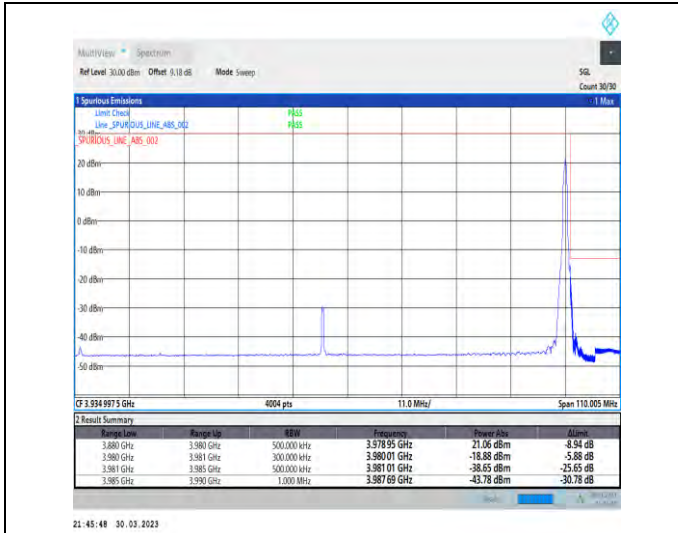 MultiView Spectrum
Ref Level 30.00 dBm Offset 9.18 dB Mode Sweep SGL
Count 30/30
1 Spurious Emissions 1 Max
Limit Check PASS
Line _SPURIOUS_LINE_ABS_002 PASS
30 dBm
_SPURIOUS_LINE_ABS_002
20 dBm
10 dBm
0 dBm
-10 dBm
-20 dBm
-30 dBm
-40 dBm
-50 dBm
CF 3.934 997 5 GHz 4004 pts 11.0 MHz/ Span 110.005 MHz
2 Result Summary
Range Low Range Up RBW Frequency Power Abs ΔLimit
3.880 GHz 3.980 GHz 500.000 kHz 3.978 95 GHz 21.06 dBm -8.94 dB
3.980 GHz 3.981 GHz 300.000 kHz 3.980 01 GHz -18.88 dBm -5.88 dB
3.981 GHz 3.985 GHz 500.000 kHz 3.981 01 GHz -38.65 dBm -25.65 dB
3.985 GHz 3.990 GHz 1.000 MHz 3.987 69 GHz -43.78 dBm -30.78 dB
21:45:48 30.03.2023